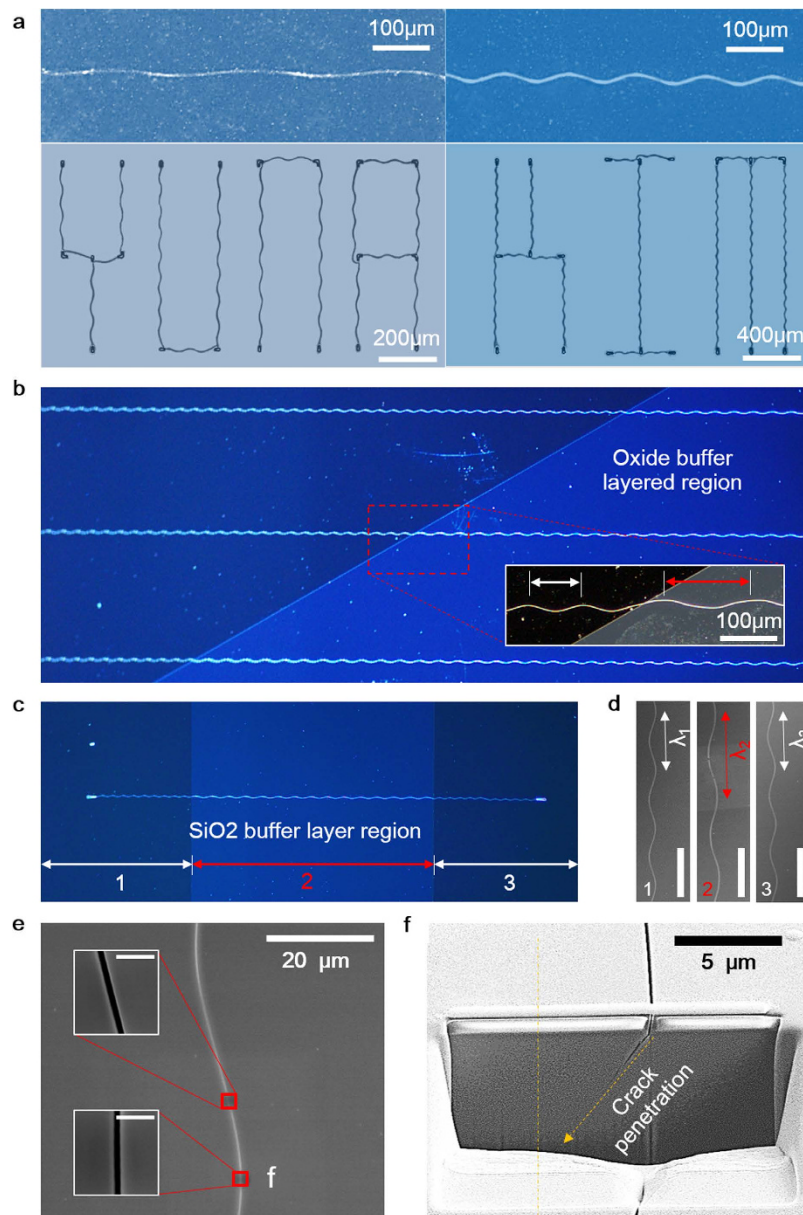 a
100µm
100µm
200µm
400µm
b
Oxide buffer
layered region
100µm
c
SiO2 buffer layer region
1
2
3
d
λ1
λ2
1
2
3
e
20 µm
f
f
5 µm
Crack
penetration